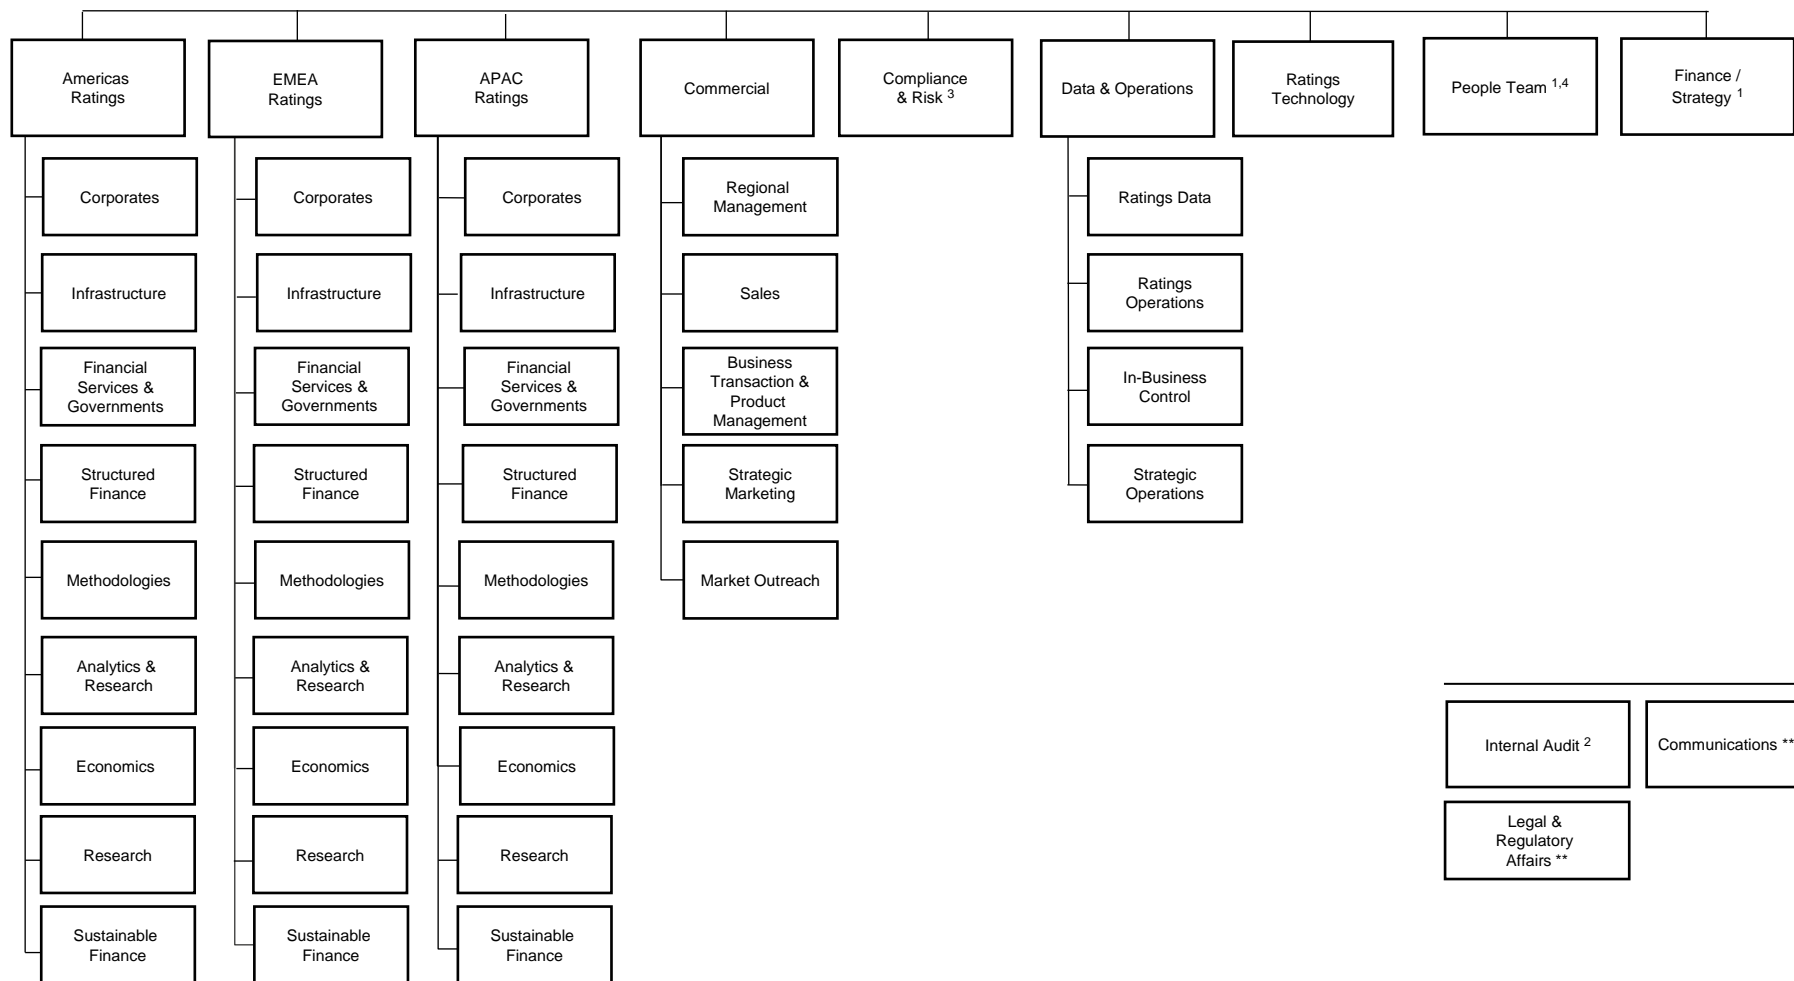 Americas
Ratings
EMEA
Ratings
APAC
Ratings
Commercial
Compliance
& Risk 3
Data & Operations
Ratings
Technology
People Team 1,4
Finance /
Strategy 1
Corporates
Infrastructure
Financial
Services &
Governments
Structured
Finance
Methodologies
Analytics &
Research
Economics
Research
Sustainable
Finance
Corporates
Infrastructure
Financial
Services &
Governments
Structured
Finance
Methodologies
Analytics &
Research
Economics
Research
Sustainable
Finance
Corporates
Infrastructure
Financial
Services &
Governments
Structured
Finance
Methodologies
Analytics &
Research
Economics
Research
Sustainable
Finance
Regional
Management
Sales
Business
Transaction &
Product
Management
Strategic
Marketing
Market Outreach
Ratings Data
Ratings
Operations
In-Business
Control
Strategic
Operations
Internal Audit 2
Communications **
Legal &
Regulatory
Affairs **